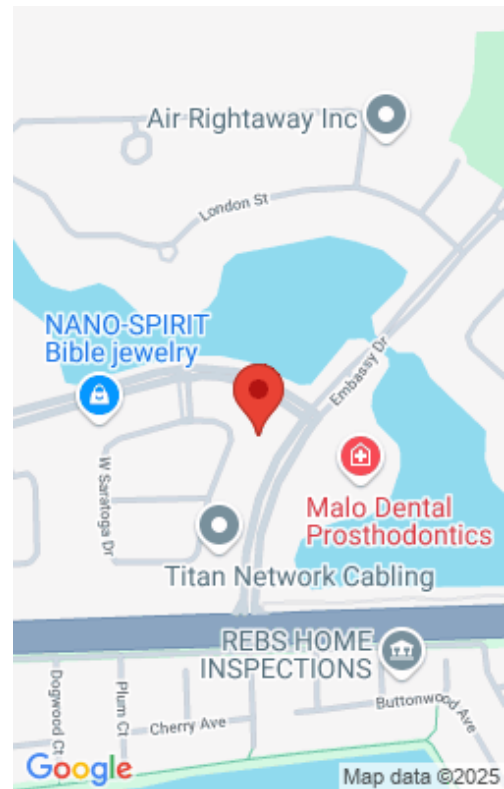 Air Rightaway Inc
London St
NANO-SPIRIT
Bible jewelry
Embassy Dr
W Saratoga Dr
Malo Dental
Prosthodontics
Titan Network Cabling
REBS HOME
INSPECTIONS
Dogwood Ct
Plum Ct
Cherry Ave
Buttonwood Ave
Google
Map data ©2025